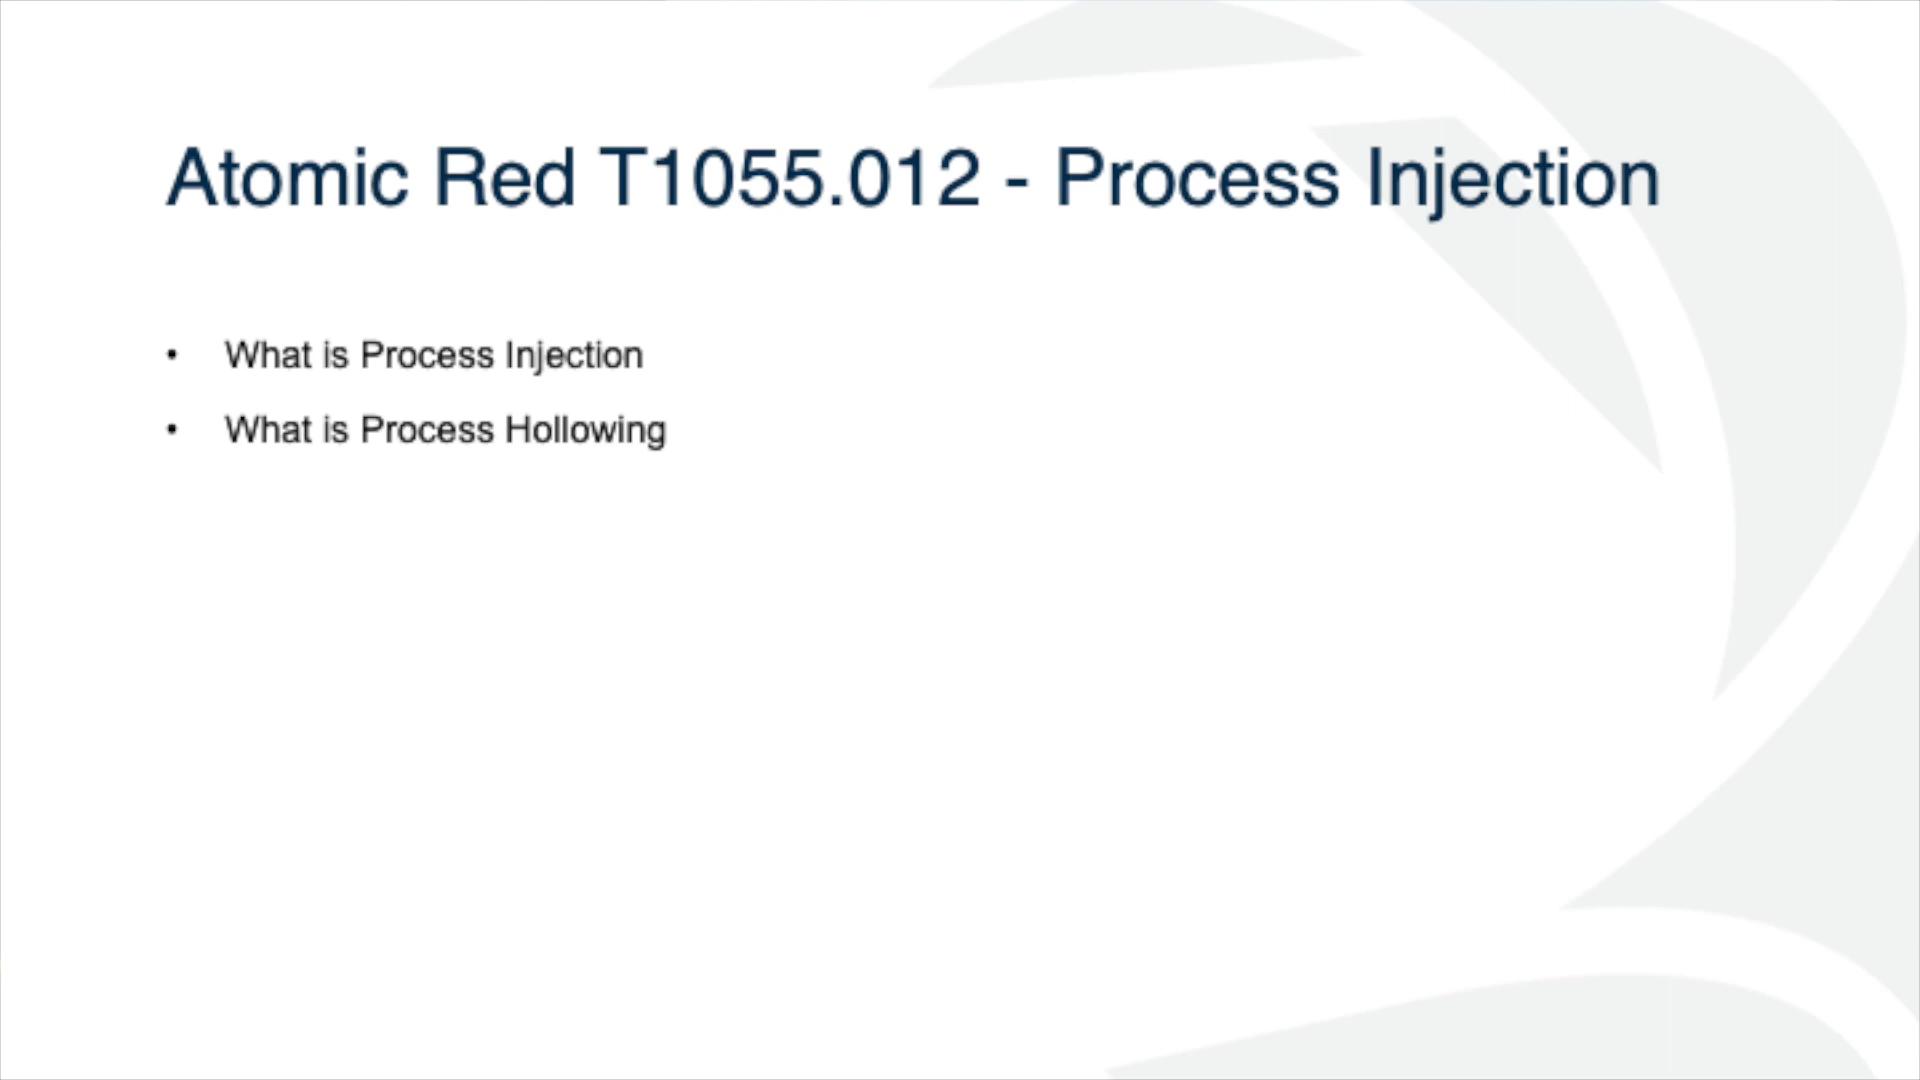 Atomic Red T1055.012 - Process Injection
• What is Process Injection
• What is Process Hollowing